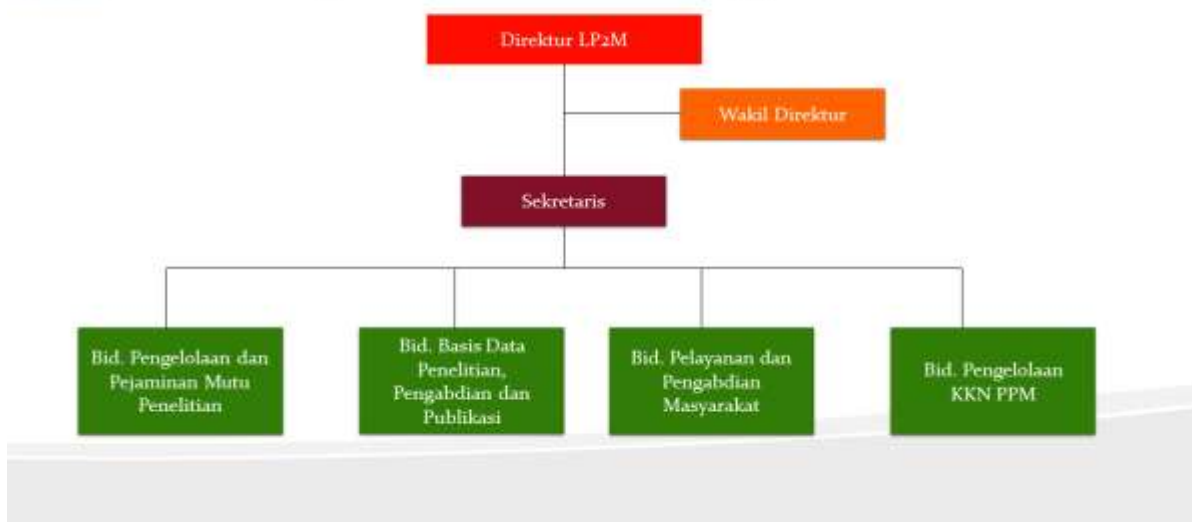 Direktur LP2M
Wakil Direktur
Sekretaris
Bid. Pengelolaan dan
Pejaminan Mutu
Penelitian
Bid. Basis Data
Penelitian,
Pengabdian dan
Publikasi
Bid. Pelayanan dan
Pengabdian
Masyarakat
Bid. Pengelolaan
KKN PPM